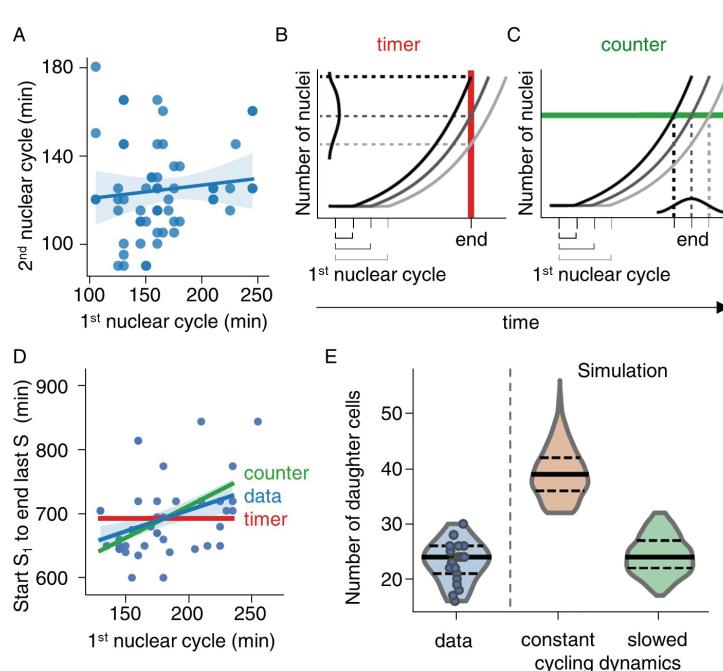 A
2nd nuclear cycle (min)
180
140
100
100 150 200 250
1st nuclear cycle (min)
B
timer
Number of nuclei
end
1st nuclear cycle
C
counter
Number of nuclei
end
1st nuclear cycle
time
D
Start S1 to end last S (min)
900
800
700
600
counter
data
timer
150 200 250
1st nuclear cycle (min)
E
Simulation
Number of daughter cells
50
40
30
20
data constant slowed
cycling dynamics